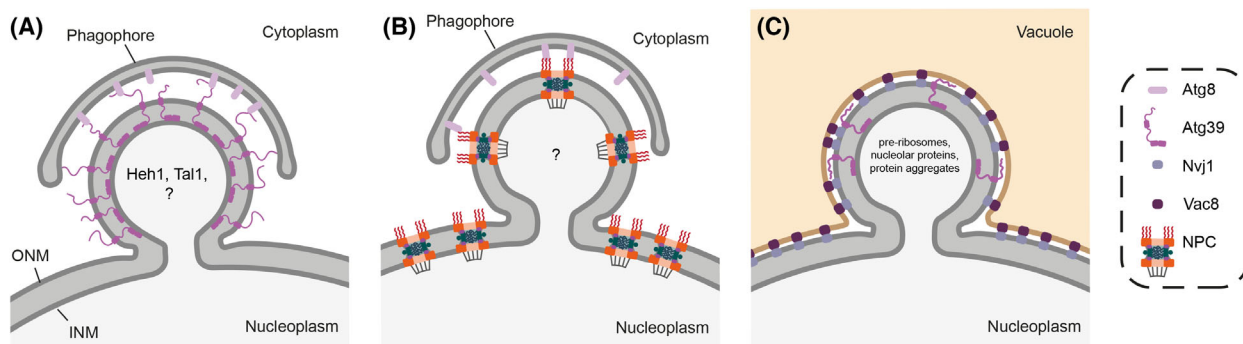 (A)
Phagophore
Cytoplasm
Heh1, Tal1,
?
ONM
INM
Nucleoplasm
(B)
Phagophore
Cytoplasm
?
Nucleoplasm
(C)
Vacuole
pre-ribosomes,
nucleolar proteins,
protein aggregates
Nucleoplasm
Atg8
Atg39
Nvj1
Vac8
NPC